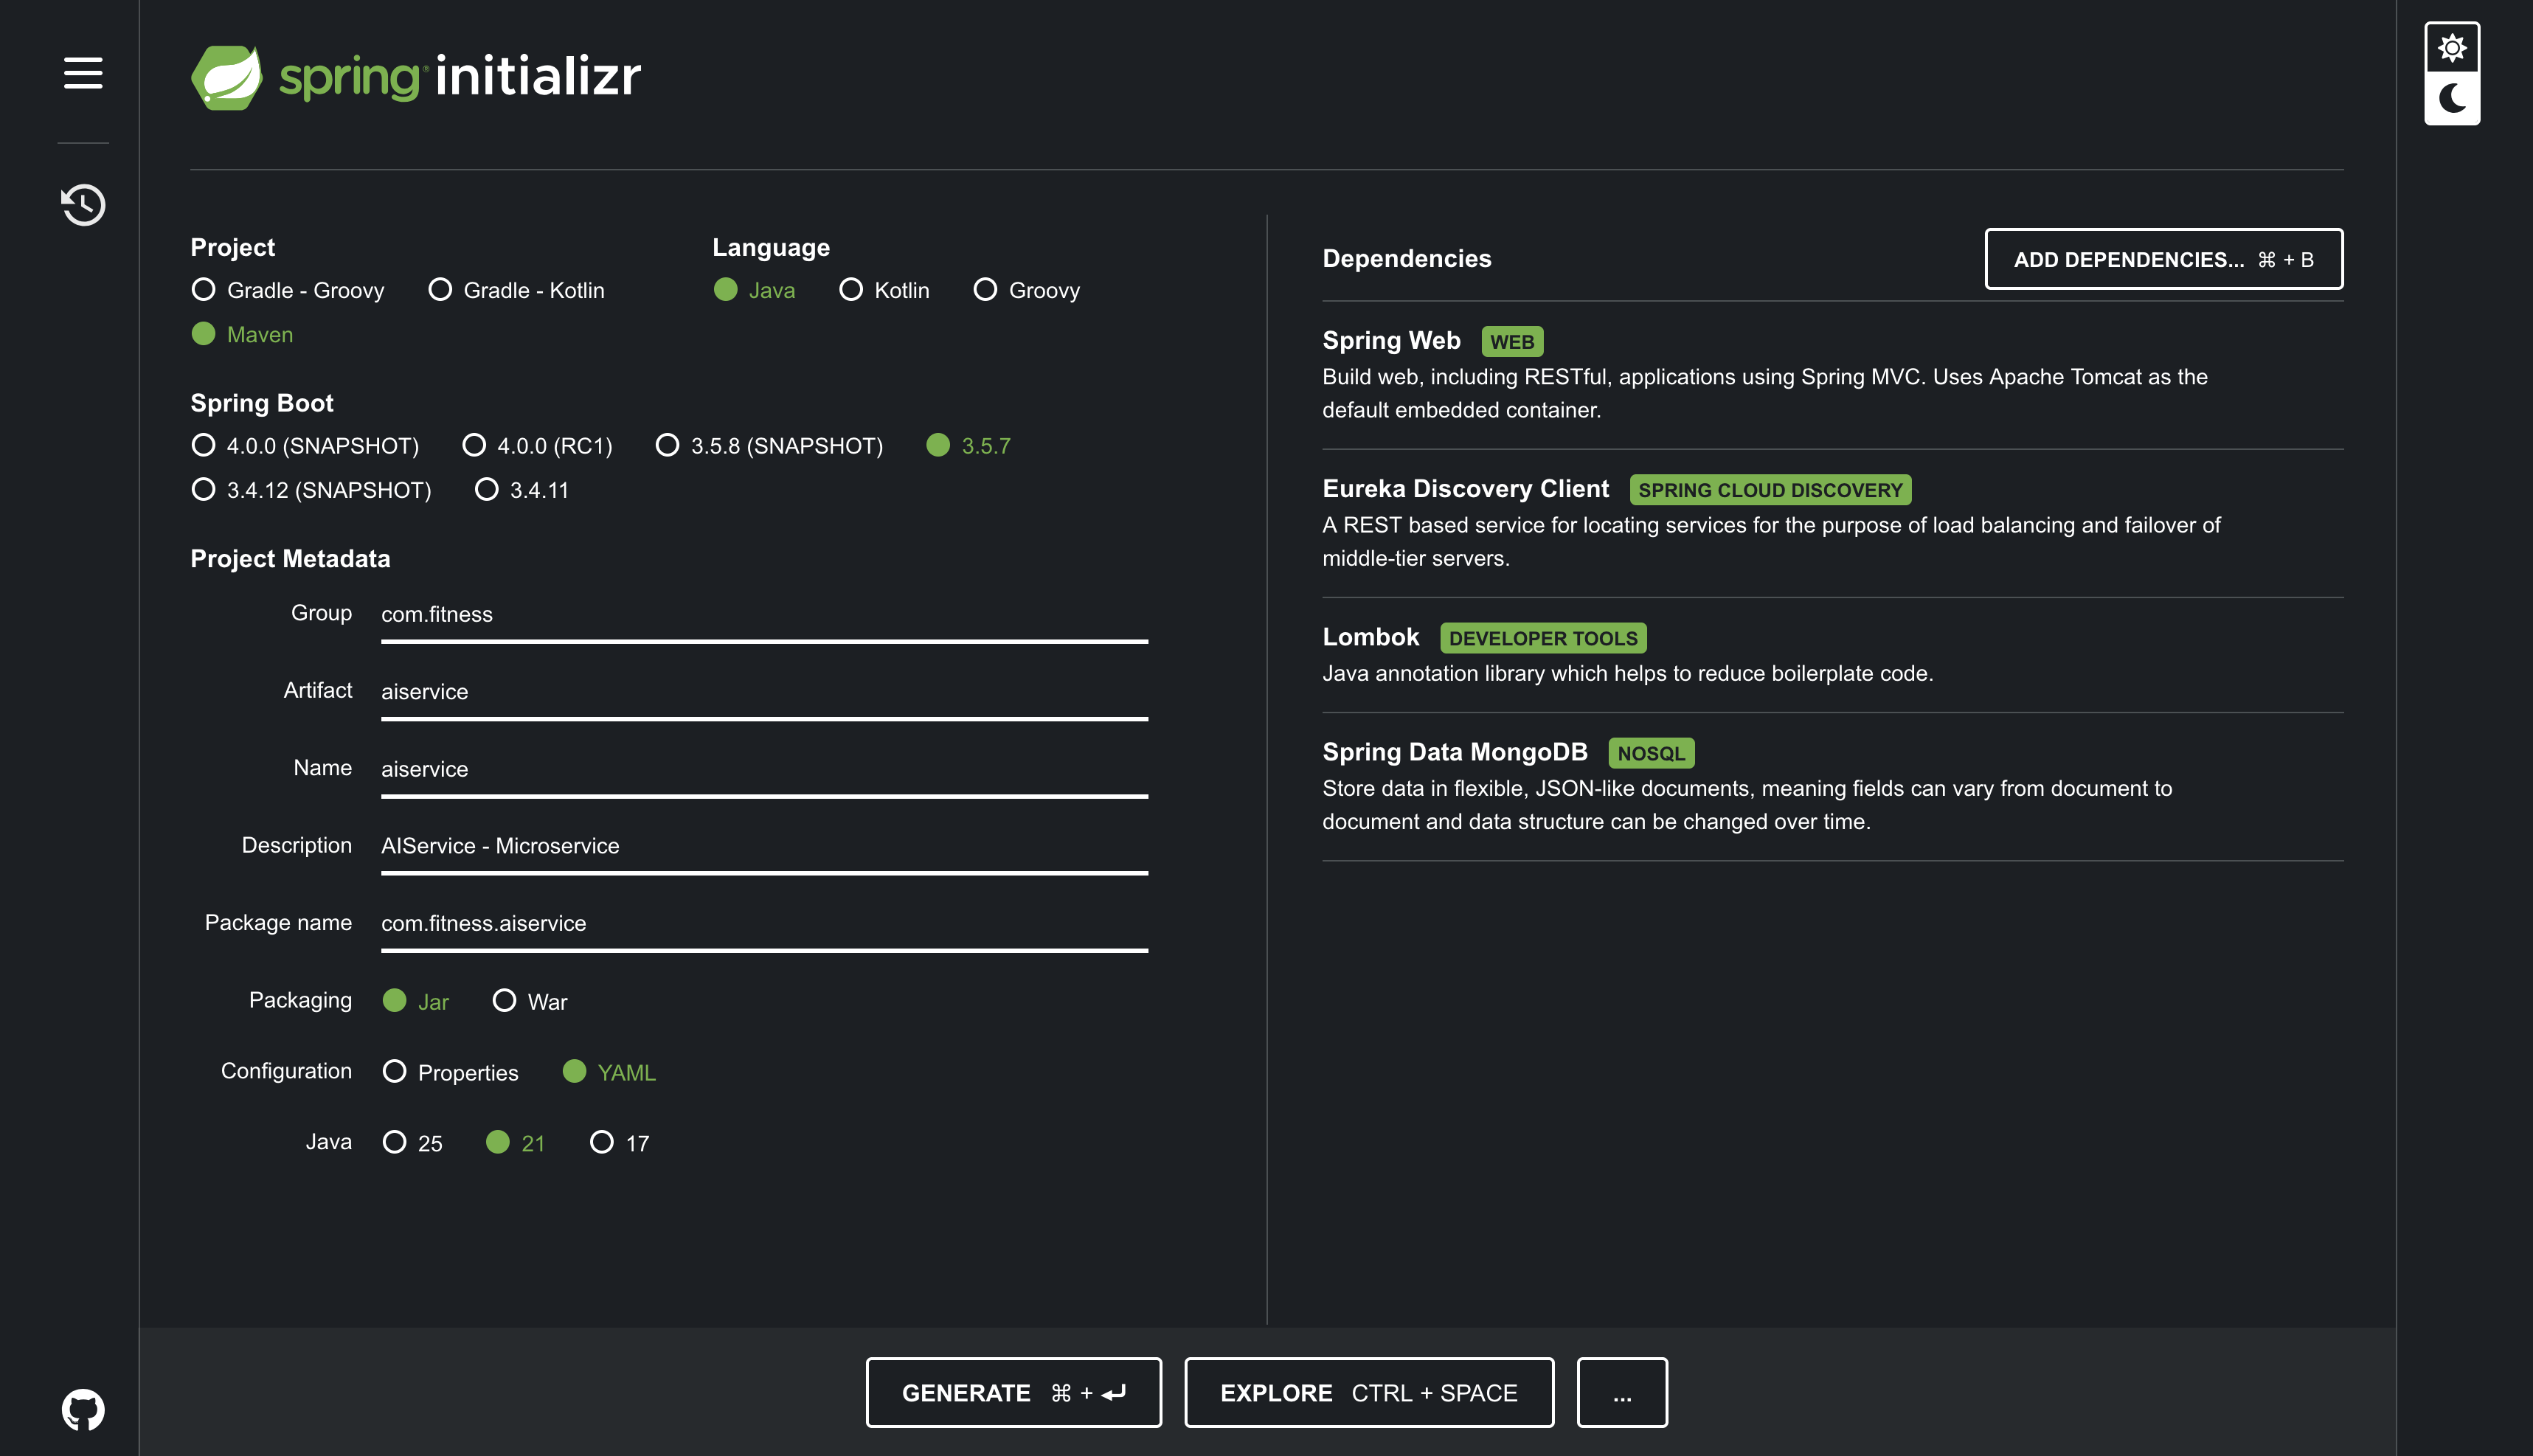 spring initializr
Project
Gradle - Groovy Gradle - Kotlin
Maven
Language
Java Kotlin Groovy
Spring Boot
4.0.0 (SNAPSHOT) 4.0.0 (RC1) 3.5.8 (SNAPSHOT) 3.5.7
3.4.12 (SNAPSHOT) 3.4.11
Project Metadata
Group com.fitness
Artifact aiservice
Name aiservice
Description AIService - Microservice
Package name com.fitness.aiservice
Packaging Jar War
Configuration Properties YAML
Java 25 21 17
Dependencies
ADD DEPENDENCIES... ⌘ + B
Spring Web WEB
Build web, including RESTful, applications using Spring MVC. Uses Apache Tomcat as the
default embedded container.
Eureka Discovery Client SPRING CLOUD DISCOVERY
A REST based service for locating services for the purpose of load balancing and failover of
middle-tier servers.
Lombok DEVELOPER TOOLS
Java annotation library which helps to reduce boilerplate code.
Spring Data MongoDB NOSQL
Store data in flexible, JSON-like documents, meaning fields can vary from document to
document and data structure can be changed over time.
GENERATE ⌘ + ⏎
EXPLORE CTRL + SPACE
...